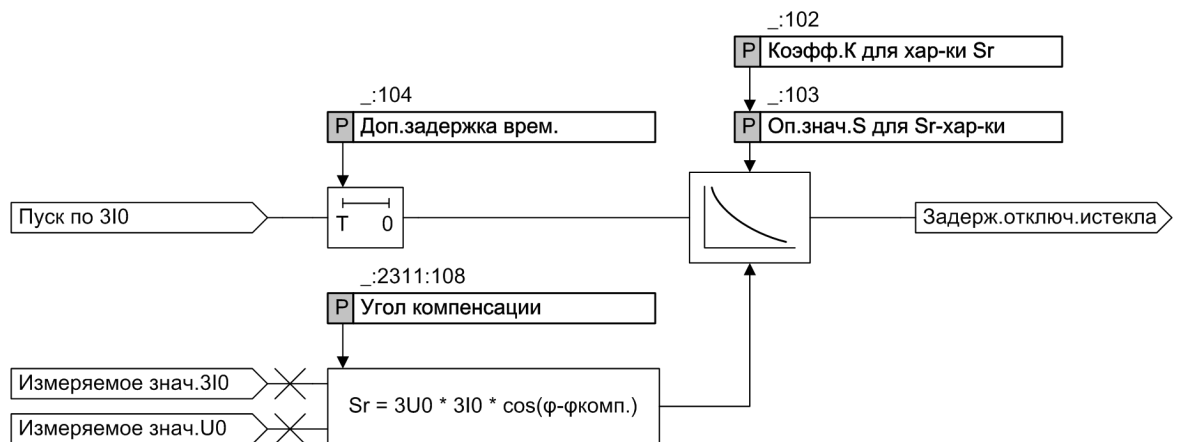 _:102
P Коэфф.К для хар-ки Sr
_:104
_:103
P Доп.задержка врем.
P Оп.знач.S для Sr-хар-ки
Пуск по 3I0
T 0
Задерж.отключ.истекла
_:2311:108
P Угол компенсации
Измеряемое знач.3I0
Sr = 3U0 * 3I0 * cos(φ-φкомп.)
Измеряемое знач.U0